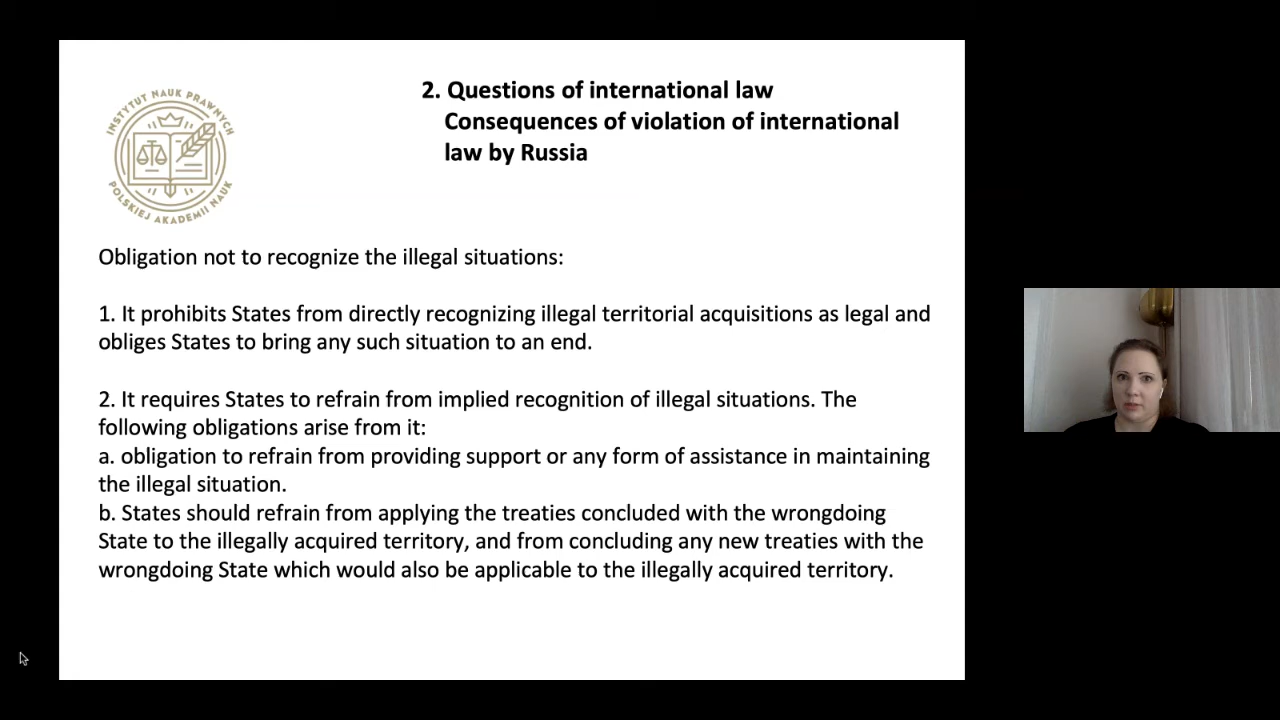 INSTYTUT NAUK PRAWNYCH
POLSKIEJ AKADEMII NAUK
2. Questions of international law
Consequences of violation of international
law by Russia
Obligation not to recognize the illegal situations:
1. It prohibits States from directly recognizing illegal territorial acquisitions as legal and
obliges States to bring any such situation to an end.
2. It requires States to refrain from implied recognition of illegal situations. The
following obligations arise from it:
a. obligation to refrain from providing support or any form of assistance in maintaining
the illegal situation.
b. States should refrain from applying the treaties concluded with the wrongdoing
State to the illegally acquired territory, and from concluding any new treaties with the
wrongdoing State which would also be applicable to the illegally acquired territory.